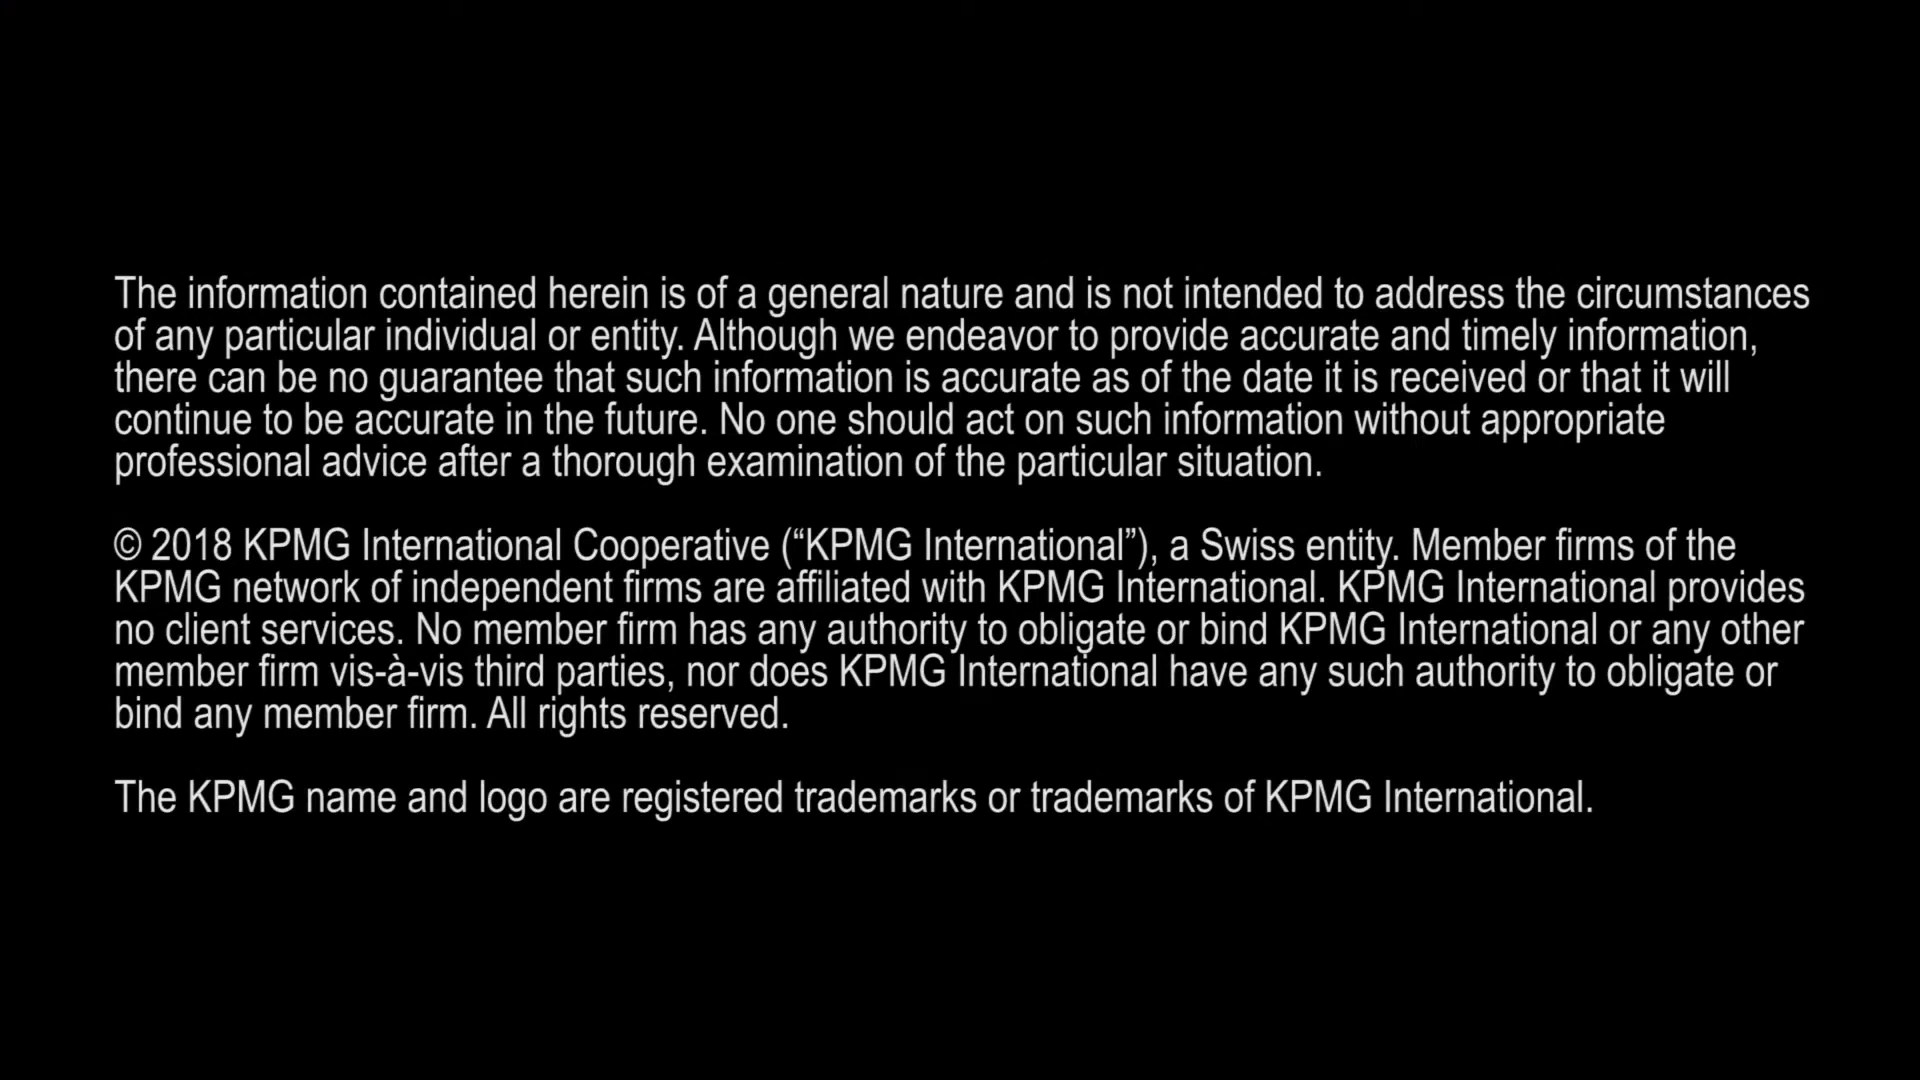 The information contained herein is of a general nature and is not intended to address the circumstances
of any particular individual or entity. Although we endeavor to provide accurate and timely information,
there can be no guarantee that such information is accurate as of the date it is received or that it will
continue to be accurate in the future. No one should act on such information without appropriate
professional advice after a thorough examination of the particular situation.
© 2018 KPMG International Cooperative (“KPMG International”), a Swiss entity. Member firms of the
KPMG network of independent firms are affiliated with KPMG International. KPMG International provides
no client services. No member firm has any authority to obligate or bind KPMG International or any other
member firm vis-à-vis third parties, nor does KPMG International have any such authority to obligate or
bind any member firm. All rights reserved.
The KPMG name and logo are registered trademarks or trademarks of KPMG International.